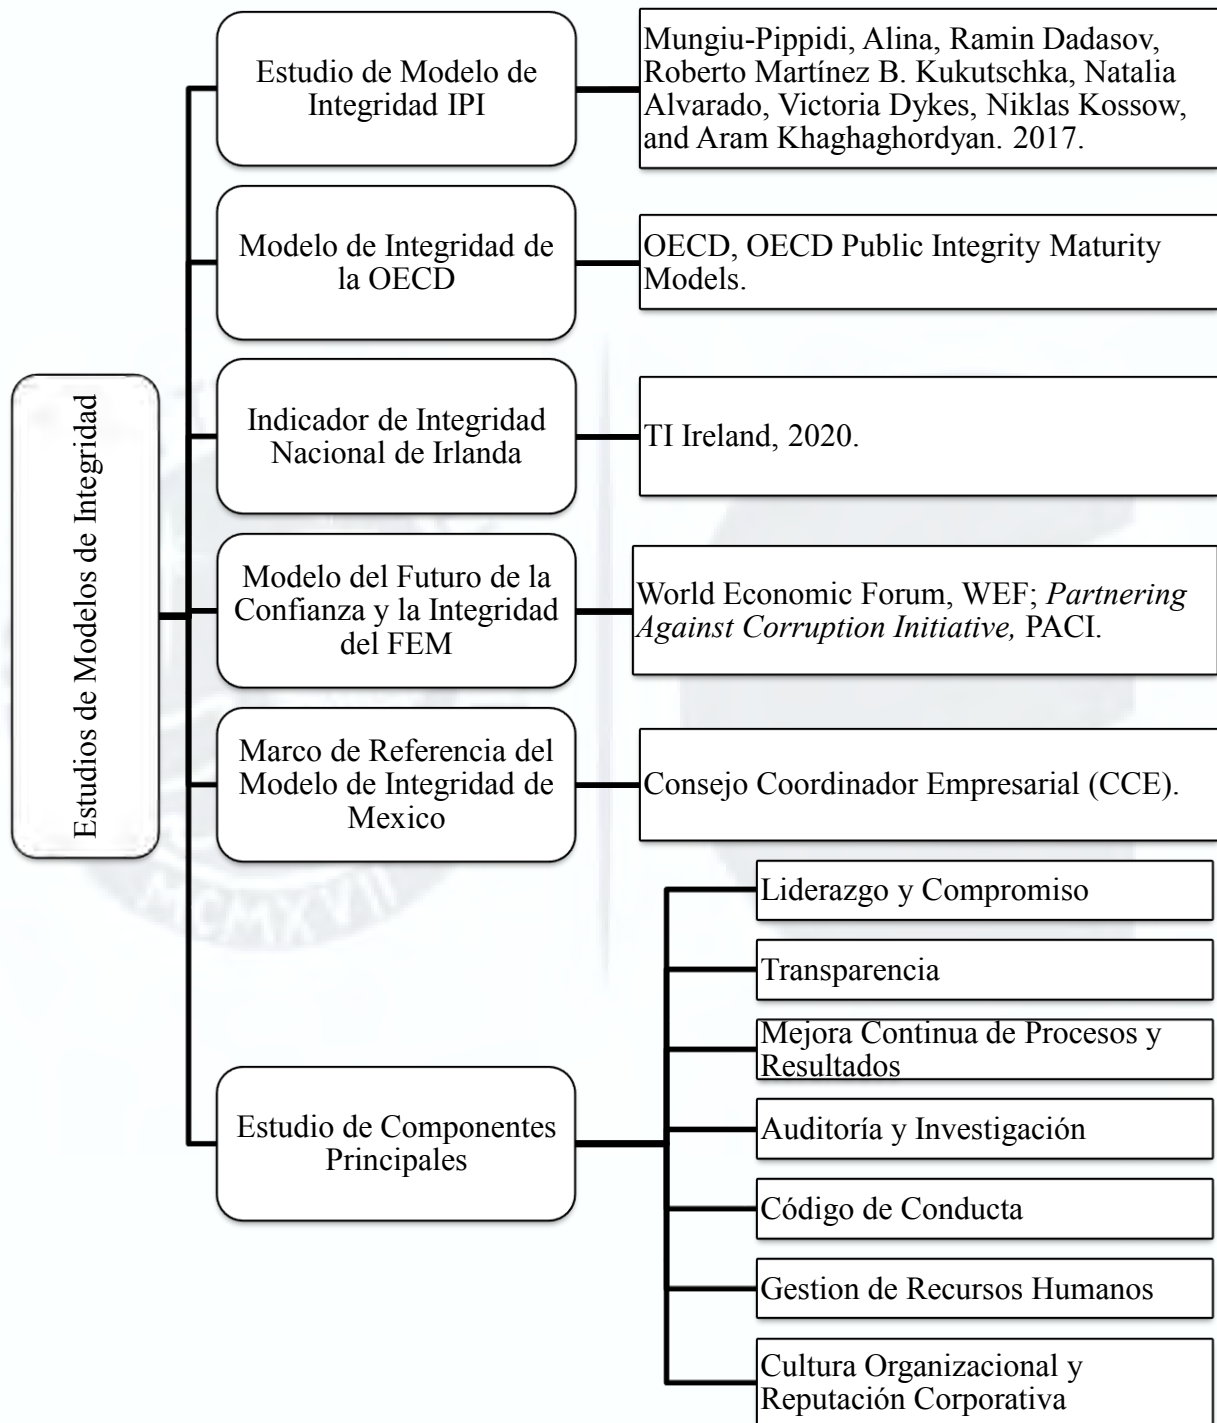 Estudios de Modelos de Integridad
Estudio de Modelo de
Integridad IPI
Mungiu-Pippidi, Alina, Ramin Dadasov,
Roberto Martínez B. Kukutschka, Natalia
Alvarado, Victoria Dykes, Niklas Kossow,
and Aram Khaghaghordyan. 2017.
Modelo de Integridad de
la OECD
OECD, OECD Public Integrity Maturity
Models.
Indicador de Integridad
Nacional de Irlanda
TI Ireland, 2020.
Modelo del Futuro de la
Confianza y la Integridad
del FEM
World Economic Forum, WEF; Partnering
Against Corruption Initiative, PACI.
Marco de Referencia del
Modelo de Integridad de
Mexico
Consejo Coordinador Empresarial (CCE).
Estudio de Componentes
Principales
Liderazgo y Compromiso
Transparencia
Mejora Continua de Procesos y
Resultados
Auditoría y Investigación
Código de Conducta
Gestion de Recursos Humanos
Cultura Organizacional y
Reputación Corporativa
MCMXVII